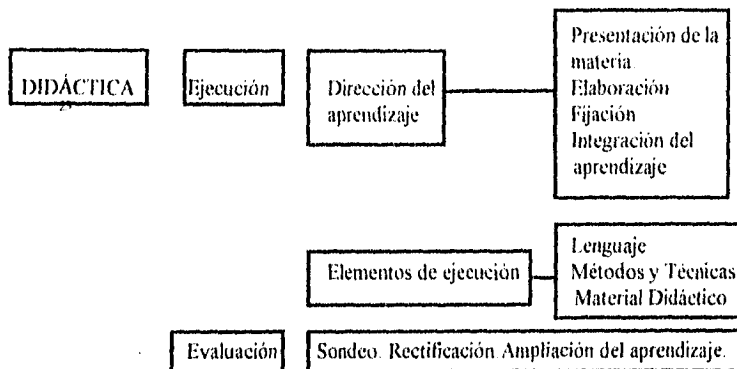 DIDÁCTICA
23
Ejecución
Dirección del
aprendizaje
Presentación de la
materia.
Elaboración
Fijación
Integración del
aprendizaje
Elementos de ejecución
Lenguaje
Métodos y Técnicas
Material Didáctico
Evaluación
Sondeo. Rectificación. Ampliación del aprendizaje.